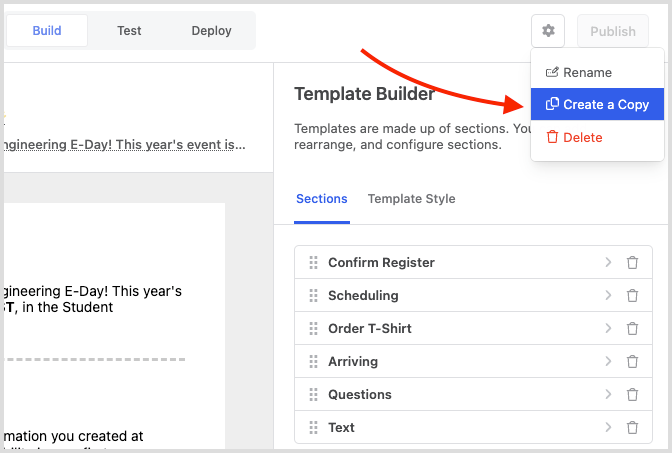 Build
Test
Deploy
Publish
Rename
Create a Copy
Delete
Template Builder
Templates are made up of sections. You
rearrange, and configure sections.
ngineering E-Day! This year's event is...
Sections
Template Style
Confirm Register
Scheduling
Order T-Shirt
Arriving
Questions
Text
gineering E-Day! This year's
ST, in the Student
mation you created at